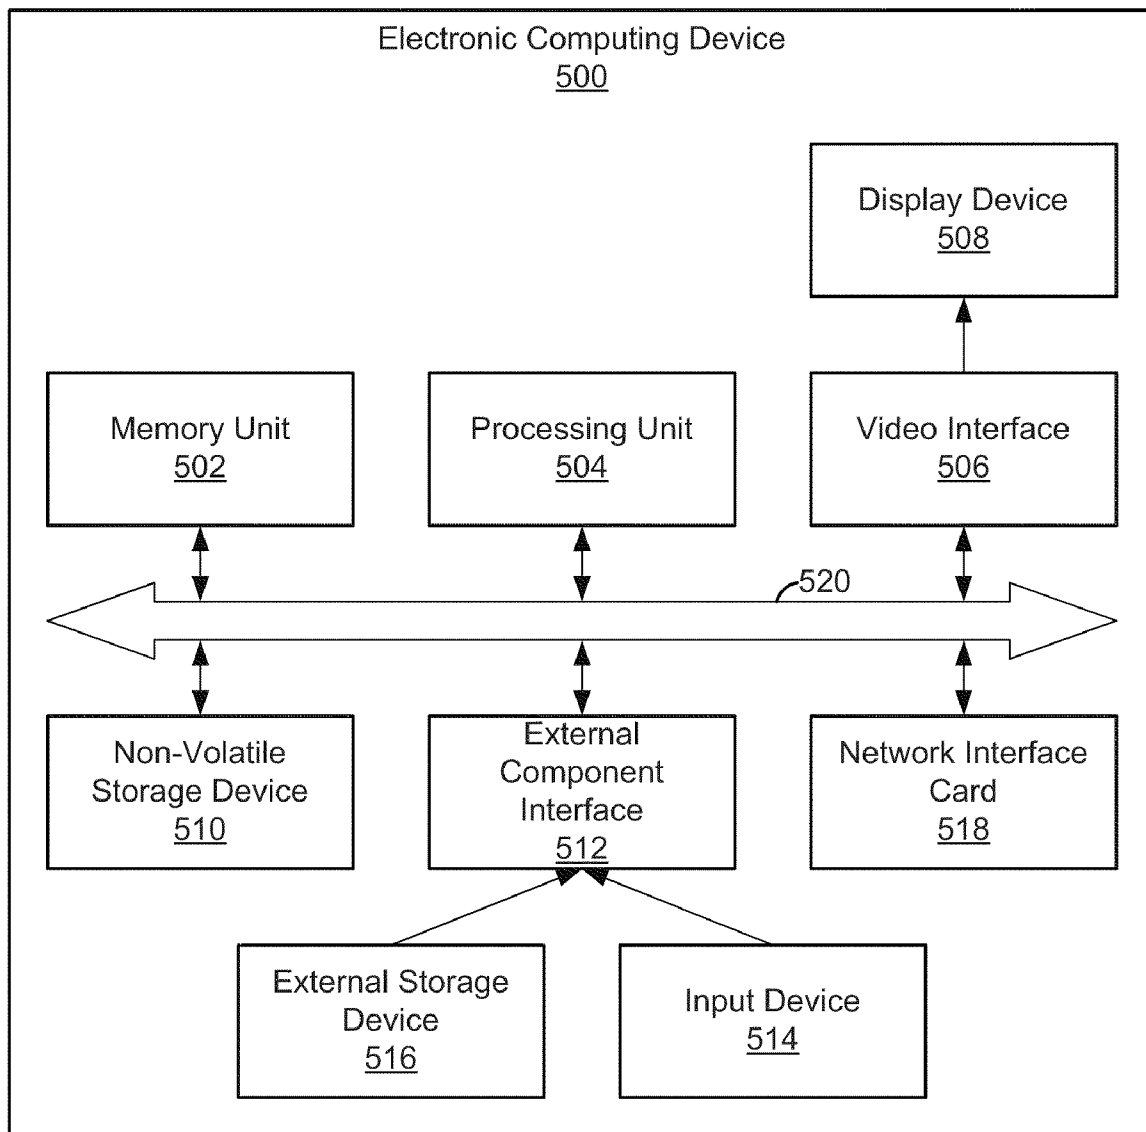 Electronic Computing Device
500
Display Device
508
Memory Unit
502
Processing Unit
504
Video Interface
506
520
Non-Volatile
Storage Device
510
External
Component
Interface
512
Network Interface
Card
518
External Storage
Device
516
Input Device
514